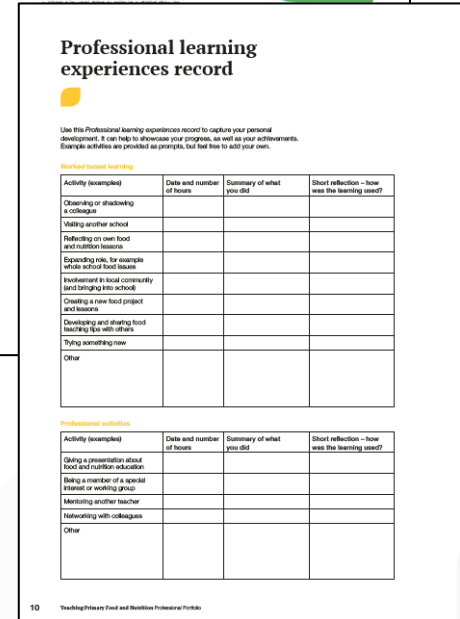 Professional learning
experiences record
Use this Professional learning experiences record to capture your personal
development. It can help to showcase your progress, as well as your achievements.
Example activities are provided as prompts, but feel free to add your own.
Worked based learning
Activity (examples) Date and number of hours Summary of what you did Short reflection – how was the learning used?
Observing or shadowing
a colleague
Visiting another school
Reflecting on own food
and nutrition lessons
Expanding role, for example
whole school food issues
Involvement in local community
(and bringing into school)
Creating a new food project
and lessons
Developing and sharing food
teaching tips with others
Trying something new
Other
Professional activities
Activity (examples) Date and number of hours Summary of what you did Short reflection – how was the learning used?
Giving a presentation about
food and nutrition education
Being a member of a special
interest or working group
Mentoring another teacher
Networking with colleagues
Other
10 Teaching Primary Food and Nutrition Professional Portfolio